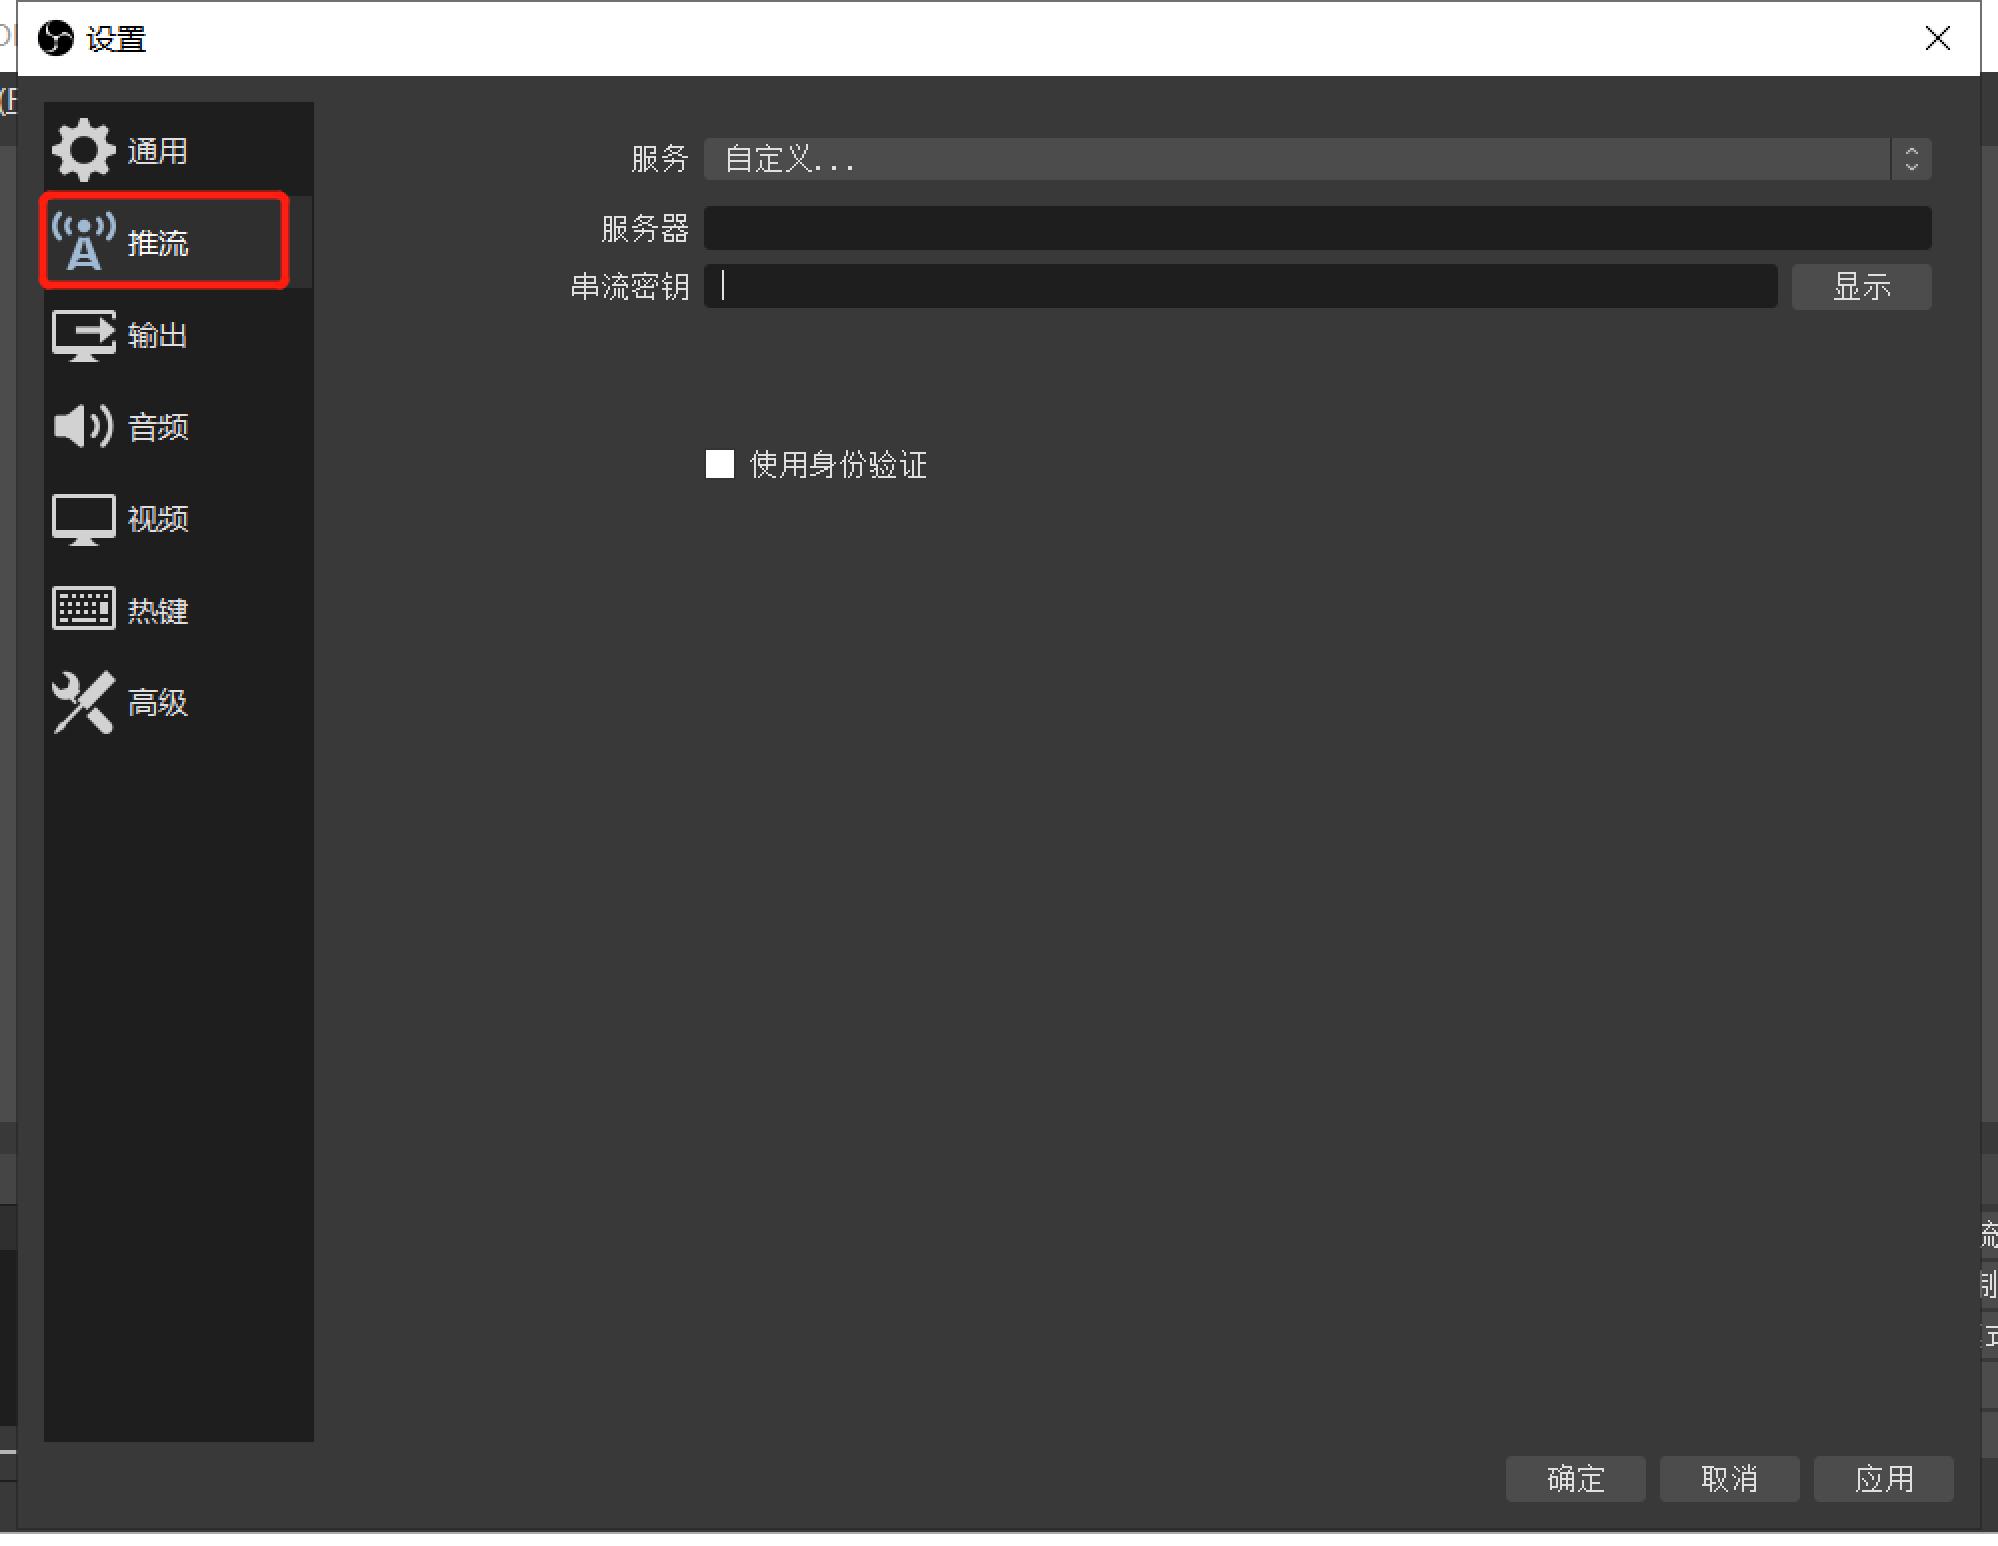 设置
通用
推流
输出
音频
视频
热键
高级
服务 自定义...
服务器
串流密钥 显示
使用身份验证
确定 取消 应用